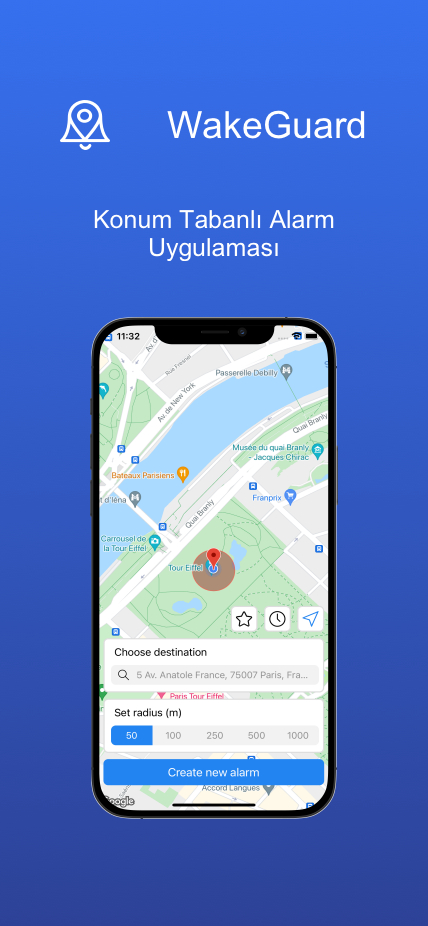 WakeGuard
Konum Tabanlı Alarm
Uygulaması
11:32
Av. de New York
Rue Fresnel
Passerelle Debilly
Quai Branly
Musée du quai Branly
- Jacques Chirac
Bateaux Parisiens
Franprix
d'Iéna
Quai Branly
Carrousel de
la Tour Eiffel
Tour Eiffel
Choose destination
5 Av. Anatole France, 75007 Paris, Fra...
Paris Tour Eiffel
Set radius (m)
50 100 250 500 1000
Create new alarm
Accord Langues
Google